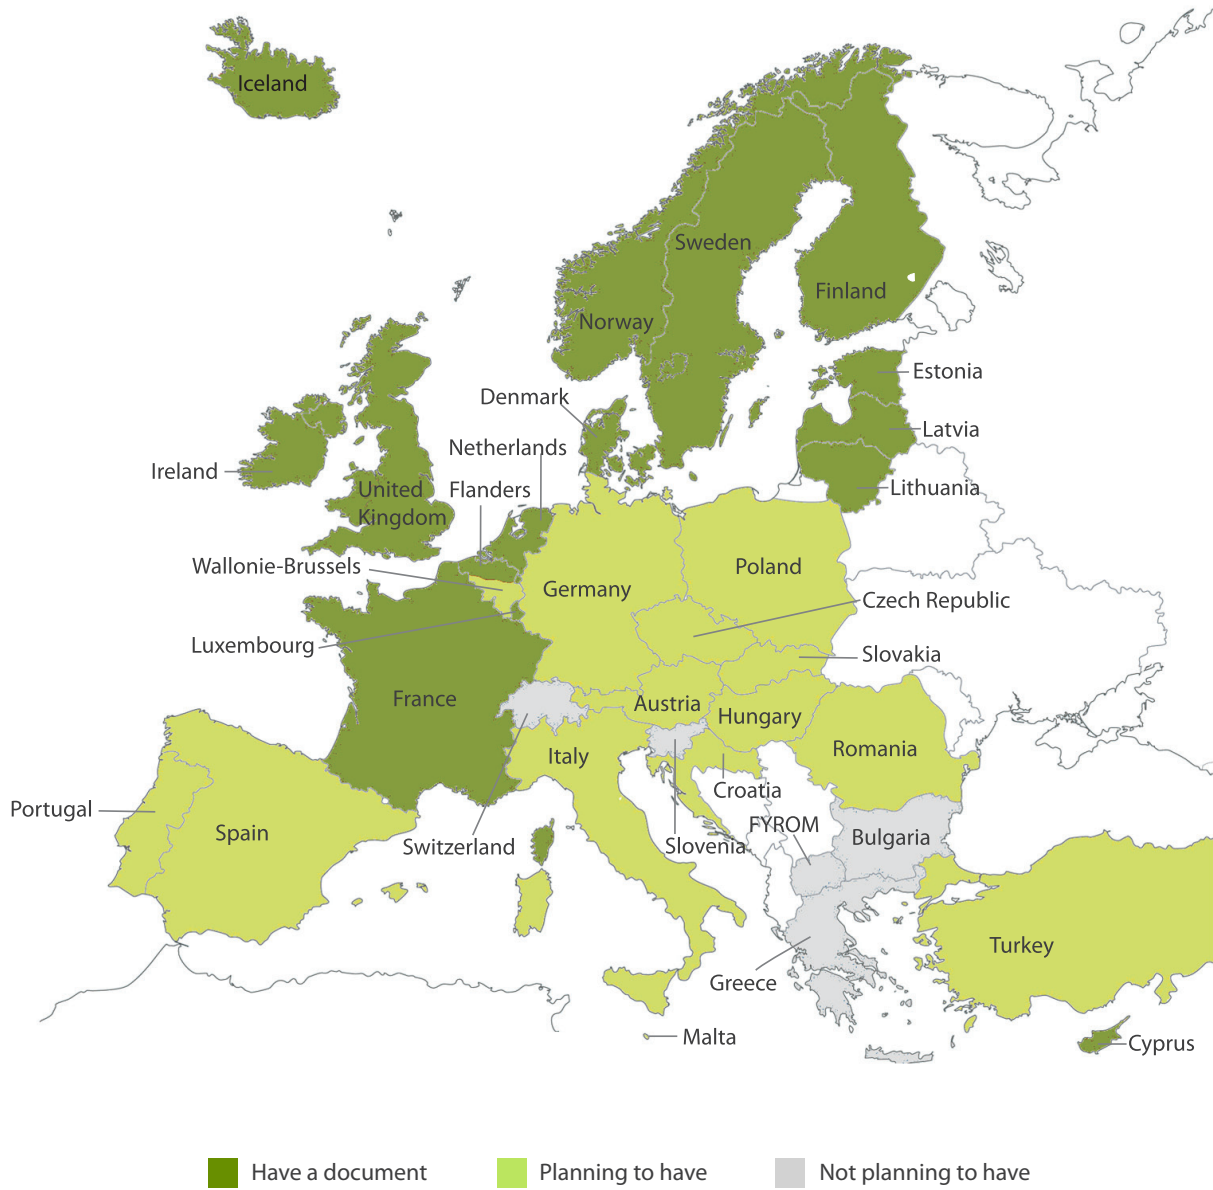 Iceland
Sweden
Finland
Norway
Estonia
Denmark
Latvia
Netherlands
Ireland
Lithuania
United
Kingdom
Flanders
Wallonie-Brussels
Poland
Germany
Czech Republic
Luxembourg
Slovakia
France
Austria
Hungary
Romania
Italy
Croatia
Portugal
Spain
FYROM
Bulgaria
Switzerland
Slovenia
Turkey
Greece
Malta
Cyprus
Have a document
Planning to have
Not planning to have